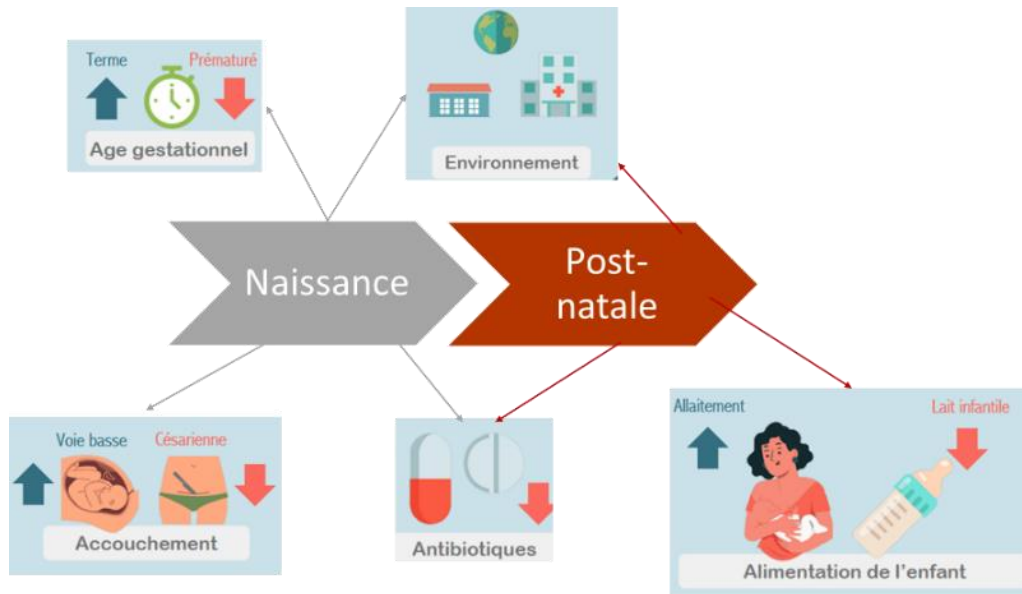 Terme
Prématuré
Age gestationnel
Environnement
Naissance
Post-
natale
Voie basse
Césarienne
Accouchement
Antibiotiques
Allaitement
Lait infantile
Alimentation de l'enfant